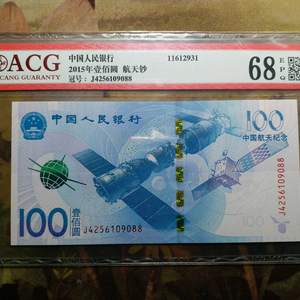 ACG
CANG GUARANTY
中国人民银行
11612931
2015年壹佰圆 航天钞
冠号：J4256109088
68
EPQ
中国人民银行
100
中国航天纪念
J4256109088
100
壹佰圆
J4256109088